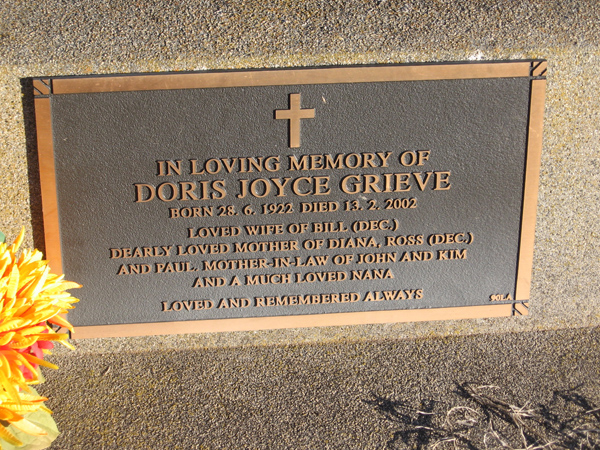 IN LOVING MEMORY OF
DORIS JOYCE GRIEVE
BORN 28. 6. 1922 DIED 13. 2. 2002
LOVED WIFE OF BILL (DEC.)
DEARLY LOVED MOTHER OF DIANA, ROSS (DEC.)
AND PAUL. MOTHER-IN-LAW OF JOHN AND KIM
AND A MUCH LOVED NANA
LOVED AND REMEMBERED ALWAYS